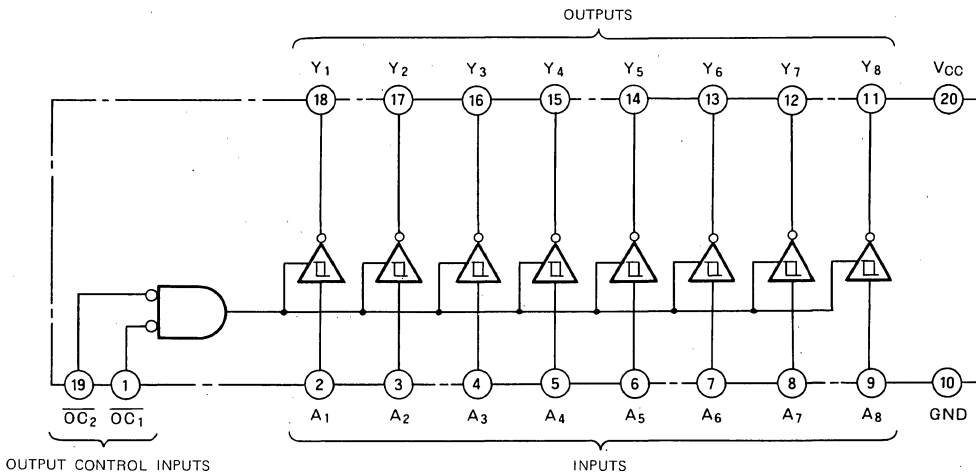 OUTPUTS
Y1 Y2 Y3 Y4 Y5 Y6 Y7 Y8 VCC
18 17 16 15 14 13 12 11 20
19 1 2 3 4 5 6 7 8 9 10
OC2 OC1 A1 A2 A3 A4 A5 A6 A7 A8 GND
OUTPUT CONTROL INPUTS INPUTS